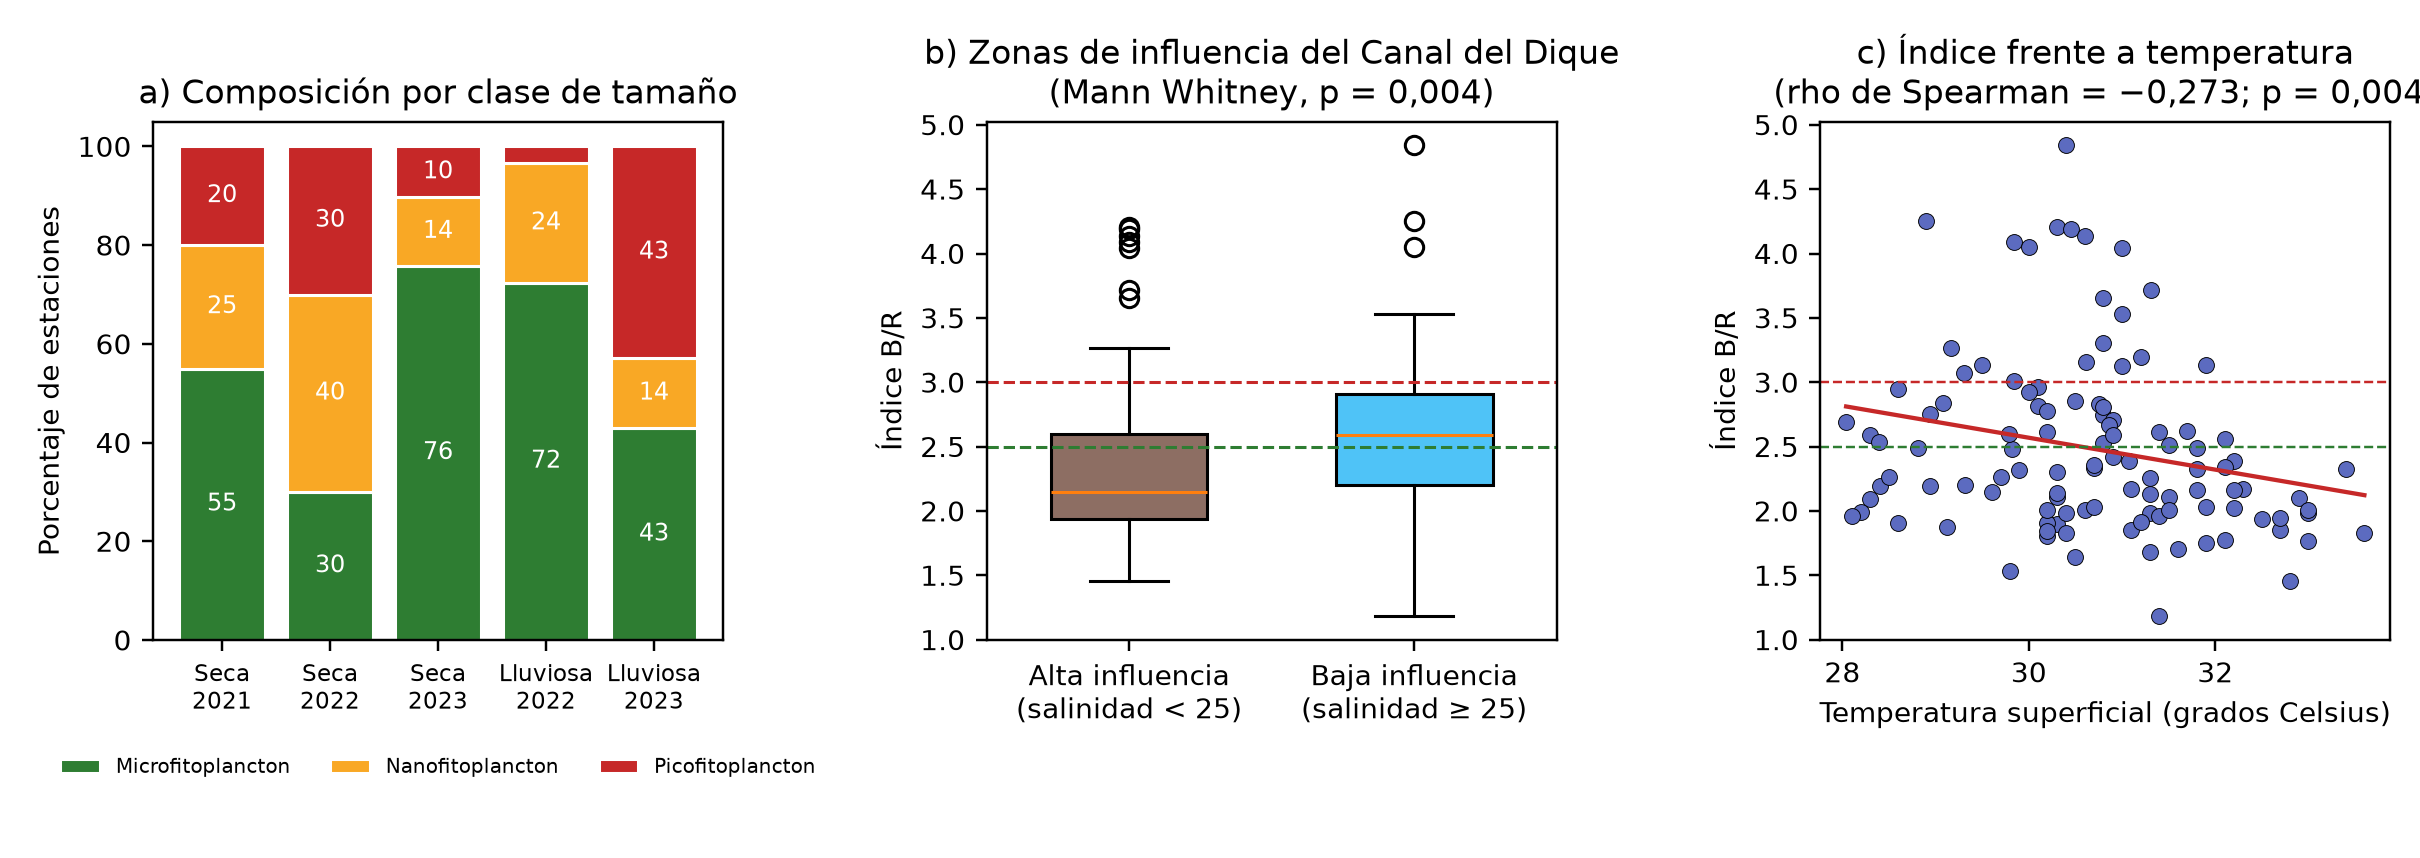 a) Composición por clase de tamaño
Porcentaje de estaciones
100
80
60
40
20
0
20
25
55
30
40
30
10
14
76
24
72
43
14
43
Seca
2021
Seca
2022
Seca
2023
Lluviosa
2022
Lluviosa
2023
Microfitoplancton
Nanofitoplancton
Picofitoplancton
b) Zonas de influencia del Canal del Dique
(Mann Whitney, p = 0,004)
Índice B/R
5.0
4.5
4.0
3.5
3.0
2.5
2.0
1.5
1.0
Alta influencia
(salinidad < 25)
Baja influencia
(salinidad ≥ 25)
c) Índice frente a temperatura
(rho de Spearman = −0,273; p = 0,004
Índice B/R
5.0
4.5
4.0
3.5
3.0
2.5
2.0
1.5
1.0
28
30
32
Temperatura superficial (grados Celsius)